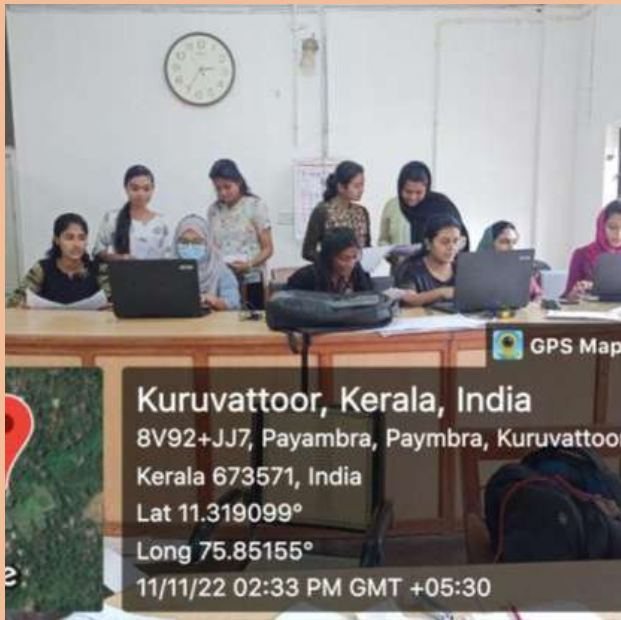 GPS Map
Kuruvattoor, Kerala, India
8V92+JJ7, Payambra, Paymbra, Kuruvattoor
Kerala 673571, India
Lat 11.319099°
Long 75.85155°
11/11/22 02:33 PM GMT +05:30
e